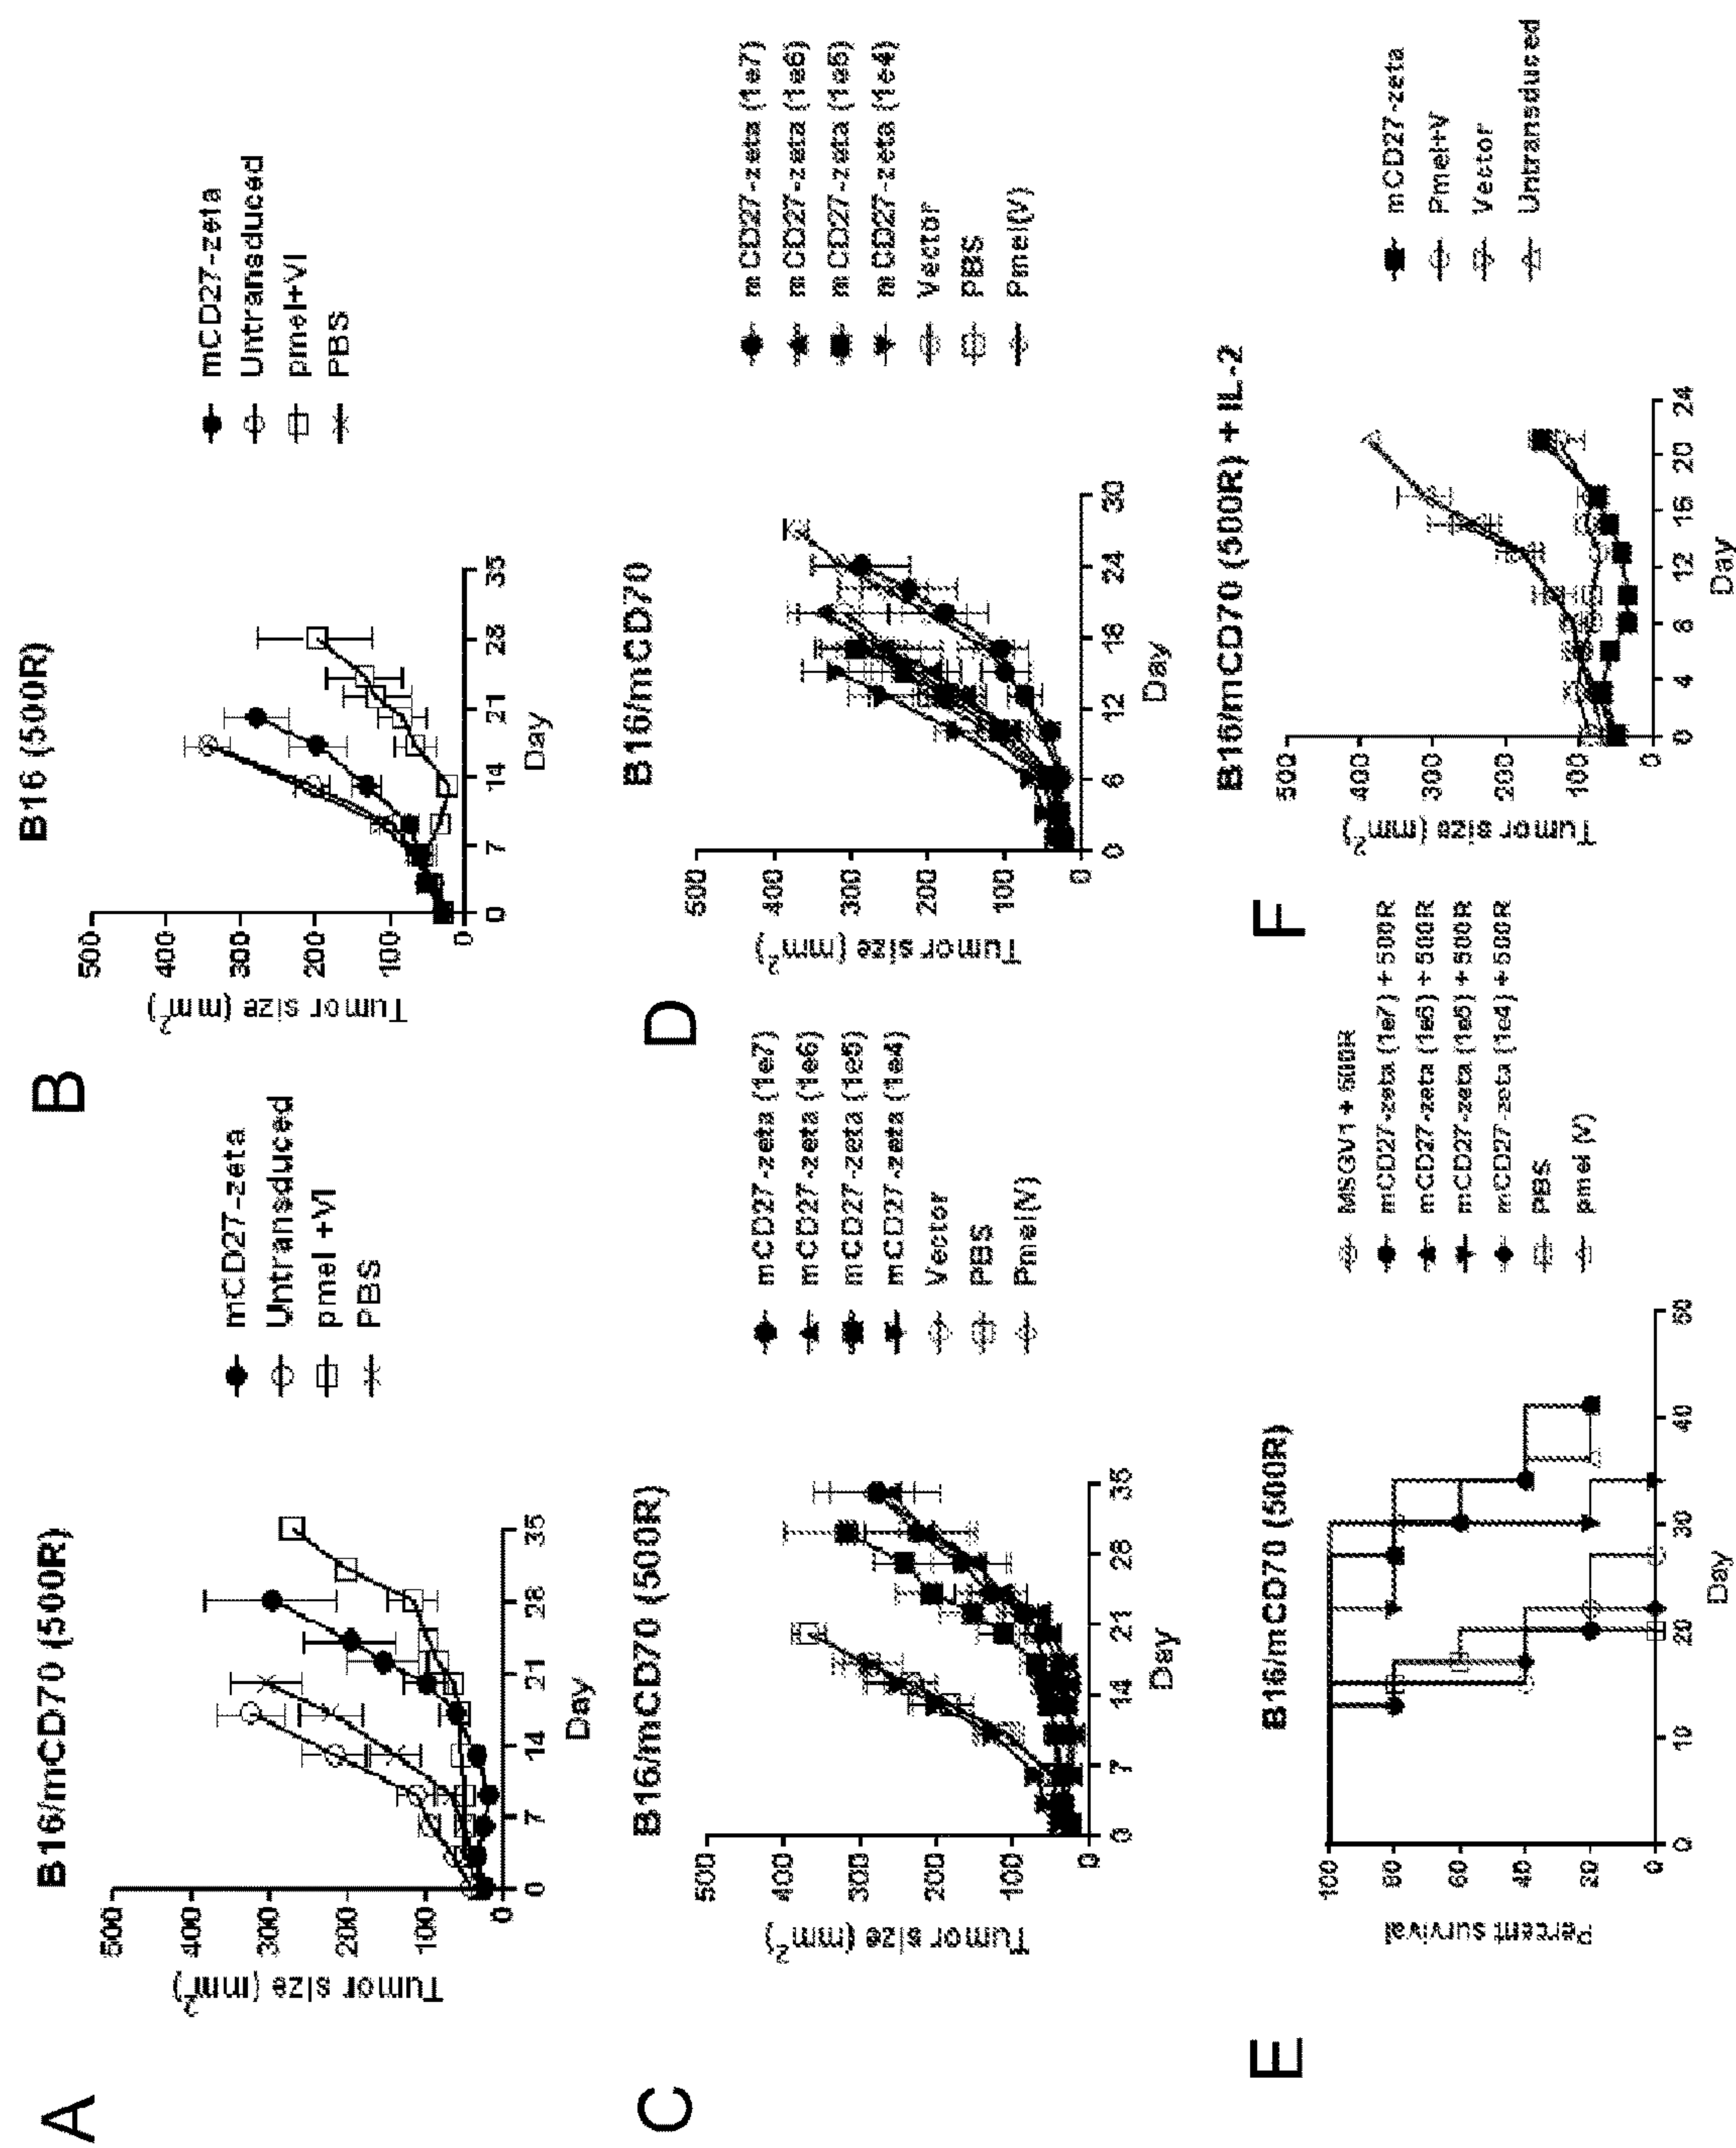 A
B16/mCD70 (500R)
Tumor size (mm²)
500
400
300
200
100
0
0 7 14 21 28 35
Day
mCD27-zeta
Untransduced
pmel +VI
PBS
B
B16 (500R)
Tumor size (mm²)
500
400
300
200
100
0
0 7 14 21 28 35
Day
mCD27-zeta
Untransduced
pmel+VI
PBS
C
B16/mCD70 (500R)
Tumor size (mm²)
500
400
300
200
100
0
0 7 14 21 28 35
Day
mCD27-zeta (1e7)
mCD27-zeta (1e6)
mCD27-zeta (1e5)
mCD27-zeta (1e4)
Vector
PBS
Pmel(V)
D
B16/mCD70
Tumor size (mm²)
500
400
300
200
100
0
0 6 12 18 24 30
Day
mCD27-zeta (1e7)
mCD27-zeta (1e6)
mCD27-zeta (1e5)
mCD27-zeta (1e4)
Vector
PBS
Pmel(V)
E
B16/mCD70 (500R)
Percent survival
100
80
60
40
20
0
0 10 20 30 40 50
Day
MSGV1 + 500R
mCD27-zeta (1e7) + 500R
mCD27-zeta (1e6) + 500R
mCD27-zeta (1e5) + 500R
mCD27-zeta (1e4) + 500R
PBS
pmel (V)
F
B16/mCD70 (500R) + IL-2
Tumor size (mm²)
500
400
300
200
100
0
0 4 8 12 16 20 24
Day
mCD27-zeta
Pmel+V
Vector
Untransduced